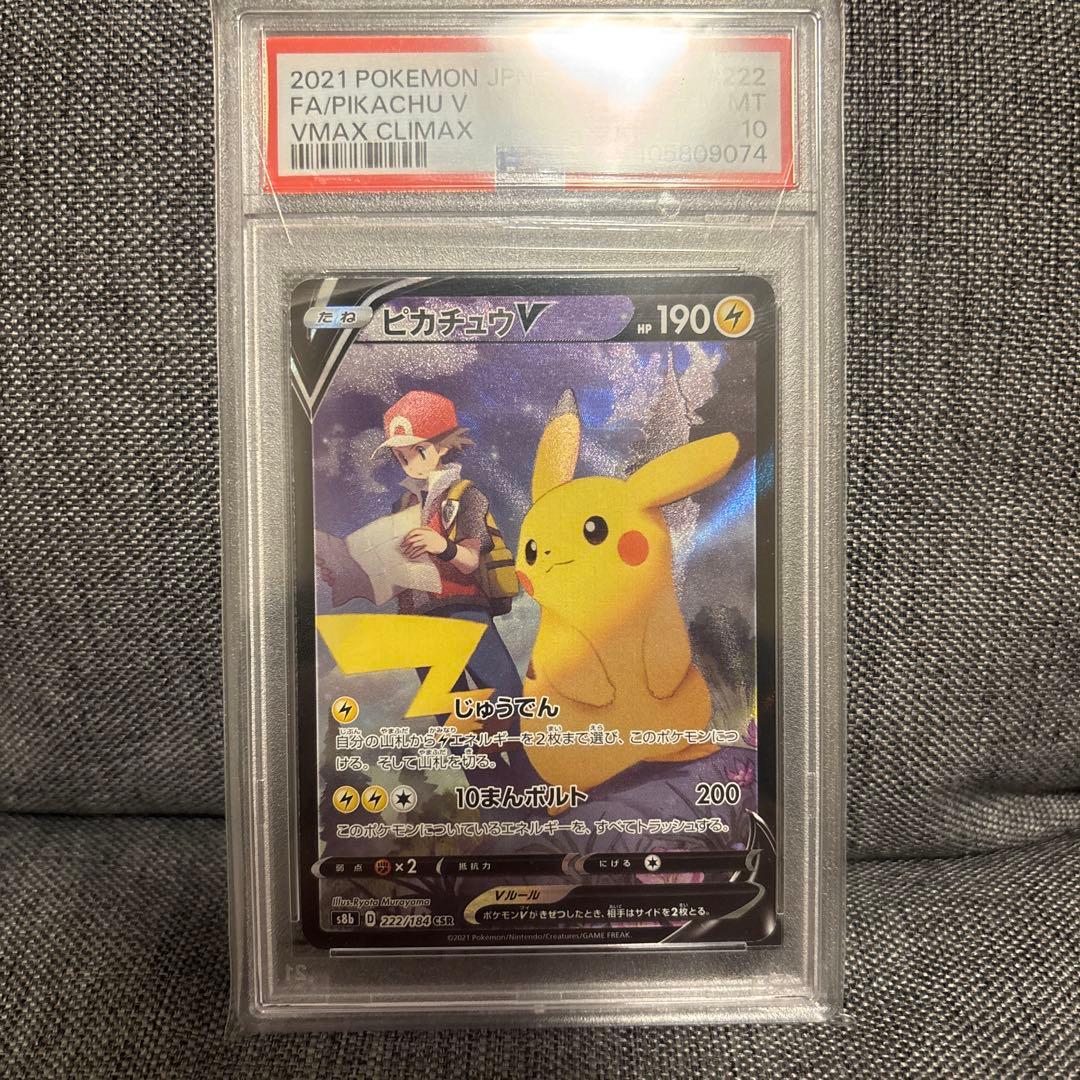 2021 POKEMON JPN 222
FA/PIKACHU V MT
VMAX CLIMAX 10
105809074
たね ピカチュウV HP 190
じゅうでん
自分の山札からエネルギーを2枚まで選び、このポケモンにつ
ける。そして山札を切る。
10まんボルト 200
このポケモンについているエネルギーを、すべてトラッシュする。
弱点 ×2 抵抗力 にげる
Illus. Ryota Murayama
Vルール
ポケモンVがきぜつしたとき、相手はサイドを2枚とる。
s8b D 222/184 CSR
©2021 Pokémon/Nintendo/Creatures/GAME FREAK.